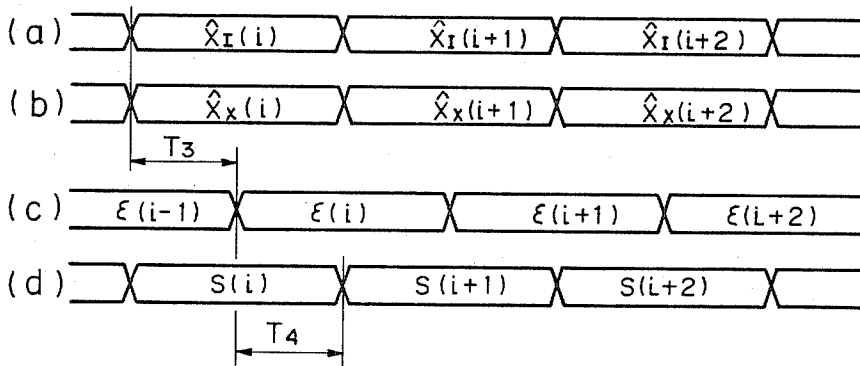 (a) X̂I(i) X̂I(i+1) X̂I(i+2)
(b) X̂X(i) X̂X(i+1) X̂X(i+2)
T3
(c) ε(i-1) ε(i) ε(i+1) ε(i+2)
(d) S(i) S(i+1) S(i+2)
T4